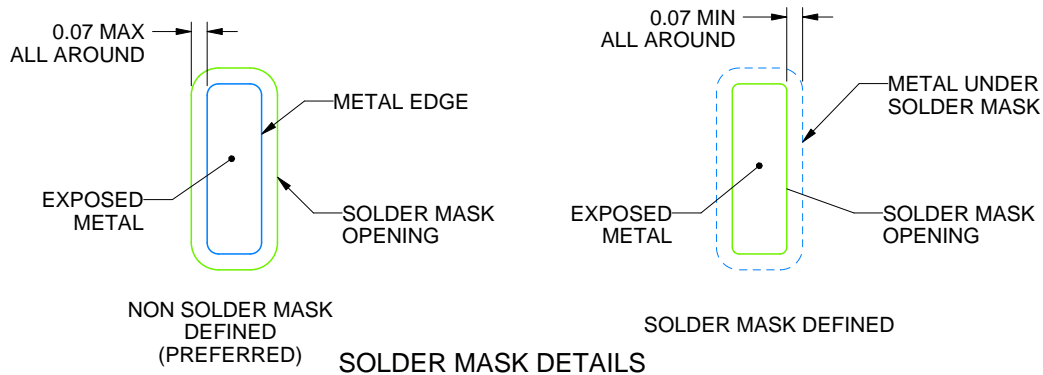 0.07 MAX
ALL AROUND
METAL EDGE
EXPOSED
METAL
SOLDER MASK
OPENING
NON SOLDER MASK
DEFINED
(PREFERRED)
0.07 MIN
ALL AROUND
METAL UNDER
SOLDER MASK
EXPOSED
METAL
SOLDER MASK
OPENING
SOLDER MASK DEFINED
SOLDER MASK DETAILS